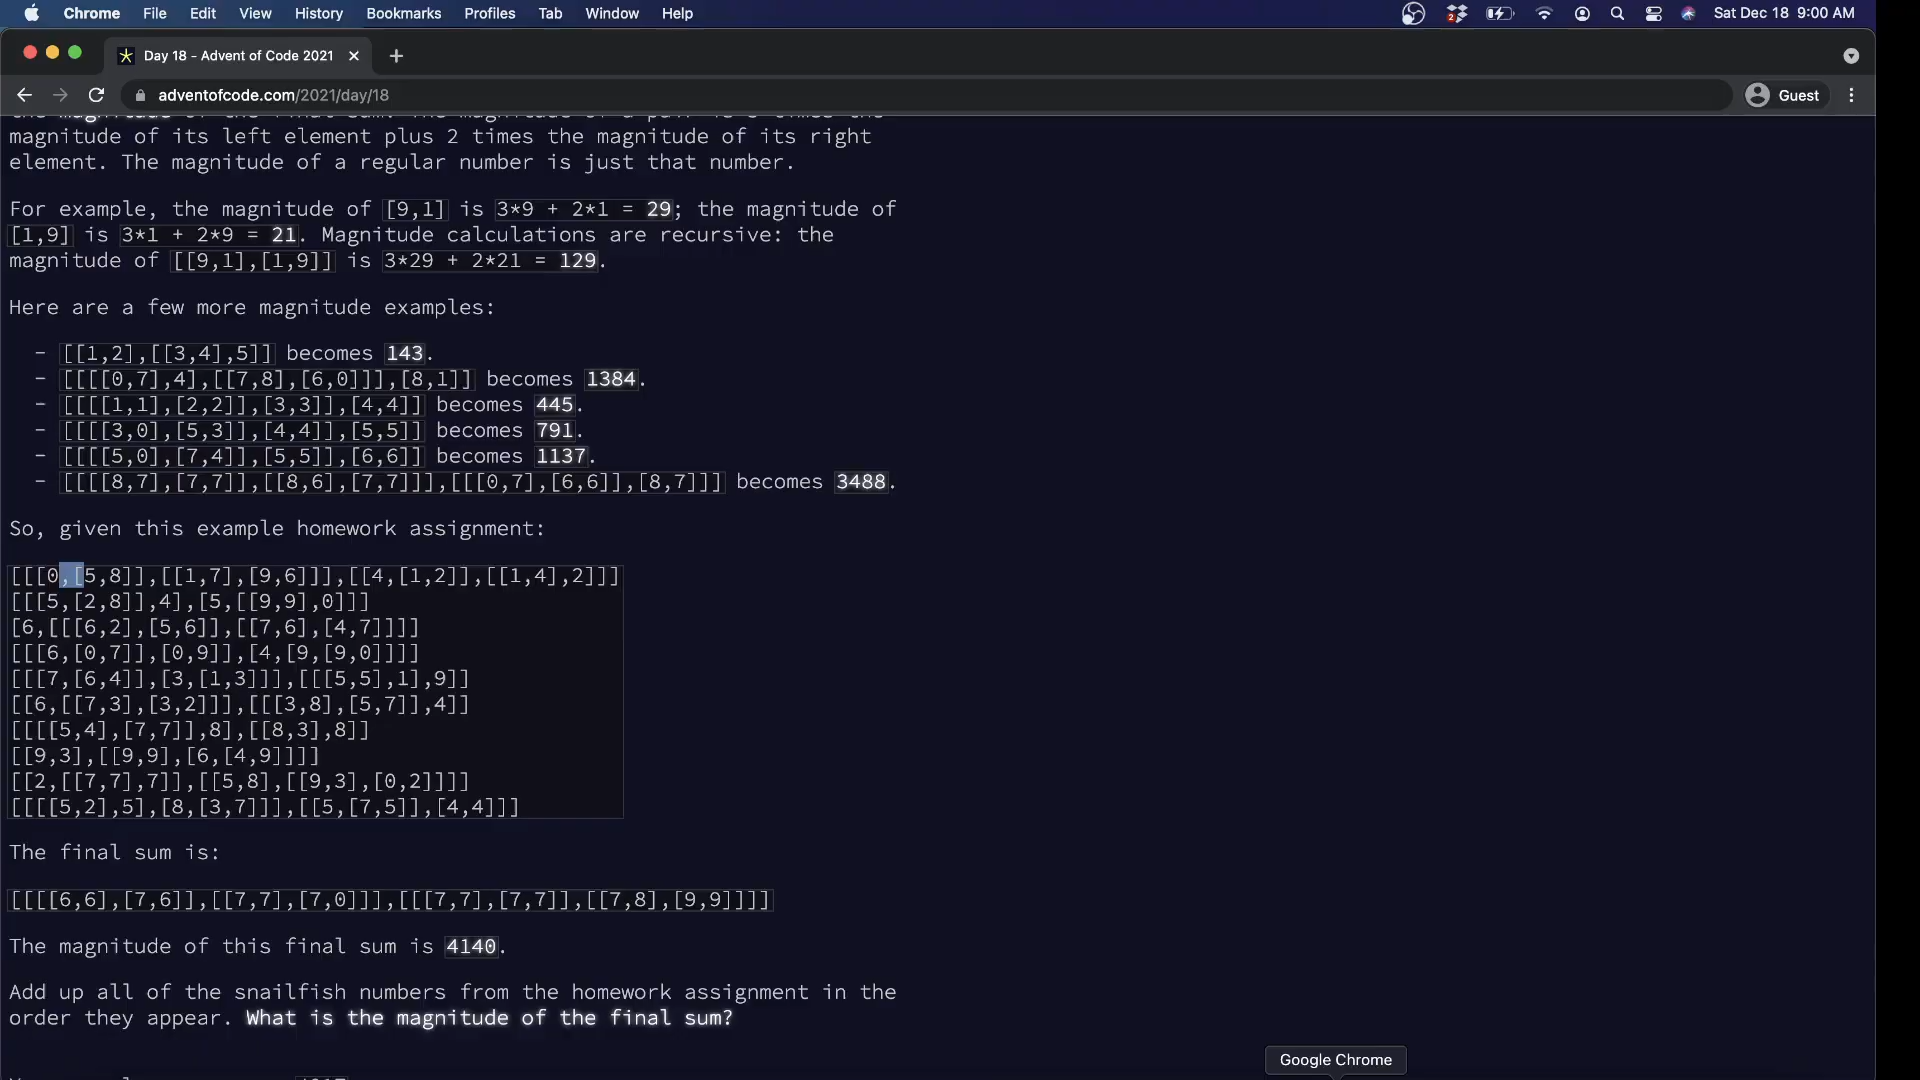 Chrome File Edit View History Bookmarks Profiles Tab Window Help 2 Sat Dec 18 9:00 AM
Day 18 - Advent of Code 2021
adventofcode.com/2021/day/18 Guest
magnitude of its left element plus 2 times the magnitude of its right
element. The magnitude of a regular number is just that number.
For example, the magnitude of [9,1] is 3*9 + 2*1 = 29; the magnitude of
[1,9] is 3*1 + 2*9 = 21. Magnitude calculations are recursive: the
magnitude of [[9,1],[1,9]] is 3*29 + 2*21 = 129.
Here are a few more magnitude examples:
- [[1,2],[[3,4],5]] becomes 143.
- [[[[0,7],4],[[7,8],[6,0]]],[8,1]] becomes 1384.
- [[[[1,1],[2,2]],[3,3]],[4,4]] becomes 445.
- [[[[3,0],[5,3]],[4,4]],[5,5]] becomes 791.
- [[[[5,0],[7,4]],[5,5]],[6,6]] becomes 1137.
- [[[[8,7],[7,7]],[[8,6],[7,7]]],[[[0,7],[6,6]],[8,7]]] becomes 3488.
So, given this example homework assignment:
[[[0,[5,8]],[[1,7],[9,6]]],[[4,[1,2]],[[1,4],2]]]
[[[5,[2,8]],4],[5,[[9,9],0]]]
[6,[[[6,2],[5,6]],[[7,6],[4,7]]]]
[[[6,[0,7]],[0,9]],[4,[9,[9,0]]]]
[[[7,[6,4]],[3,[1,3]]],[[[5,5],1],9]]
[[6,[[7,3],[3,2]]],[[[3,8],[5,7]],4]]
[[[[5,4],[7,7]],8],[[8,3],8]]
[[9,3],[[9,9],[6,[4,9]]]]
[[2,[[7,7],7]],[[5,8],[[9,3],[0,2]]]]
[[[[5,2],5],[8,[3,7]]],[[5,[7,5]],[4,4]]]
The final sum is:
[[[[6,6],[7,6]],[[7,7],[7,0]]],[[[7,7],[7,7]],[[7,8],[9,9]]]]
The magnitude of this final sum is 4140.
Add up all of the snailfish numbers from the homework assignment in the
order they appear. What is the magnitude of the final sum?
Google Chrome